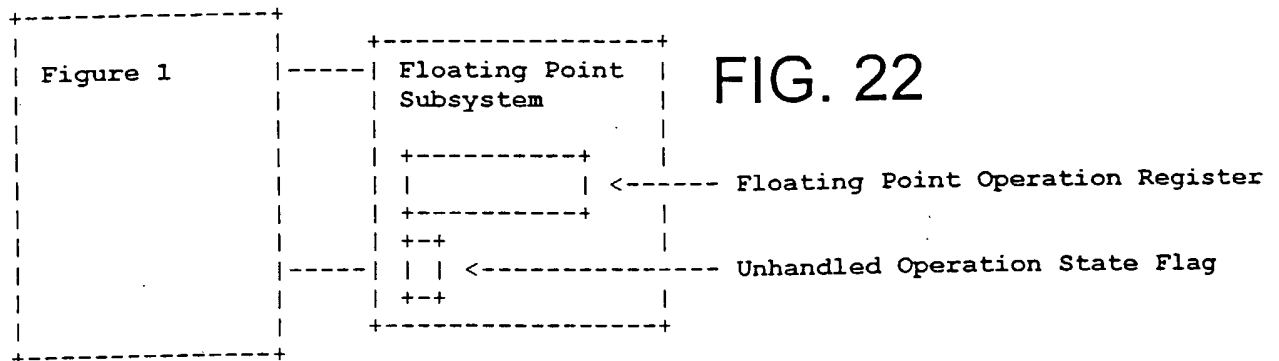 Figure 1
Floating Point
Subsystem
FIG. 22
Floating Point Operation Register
Unhandled Operation State Flag